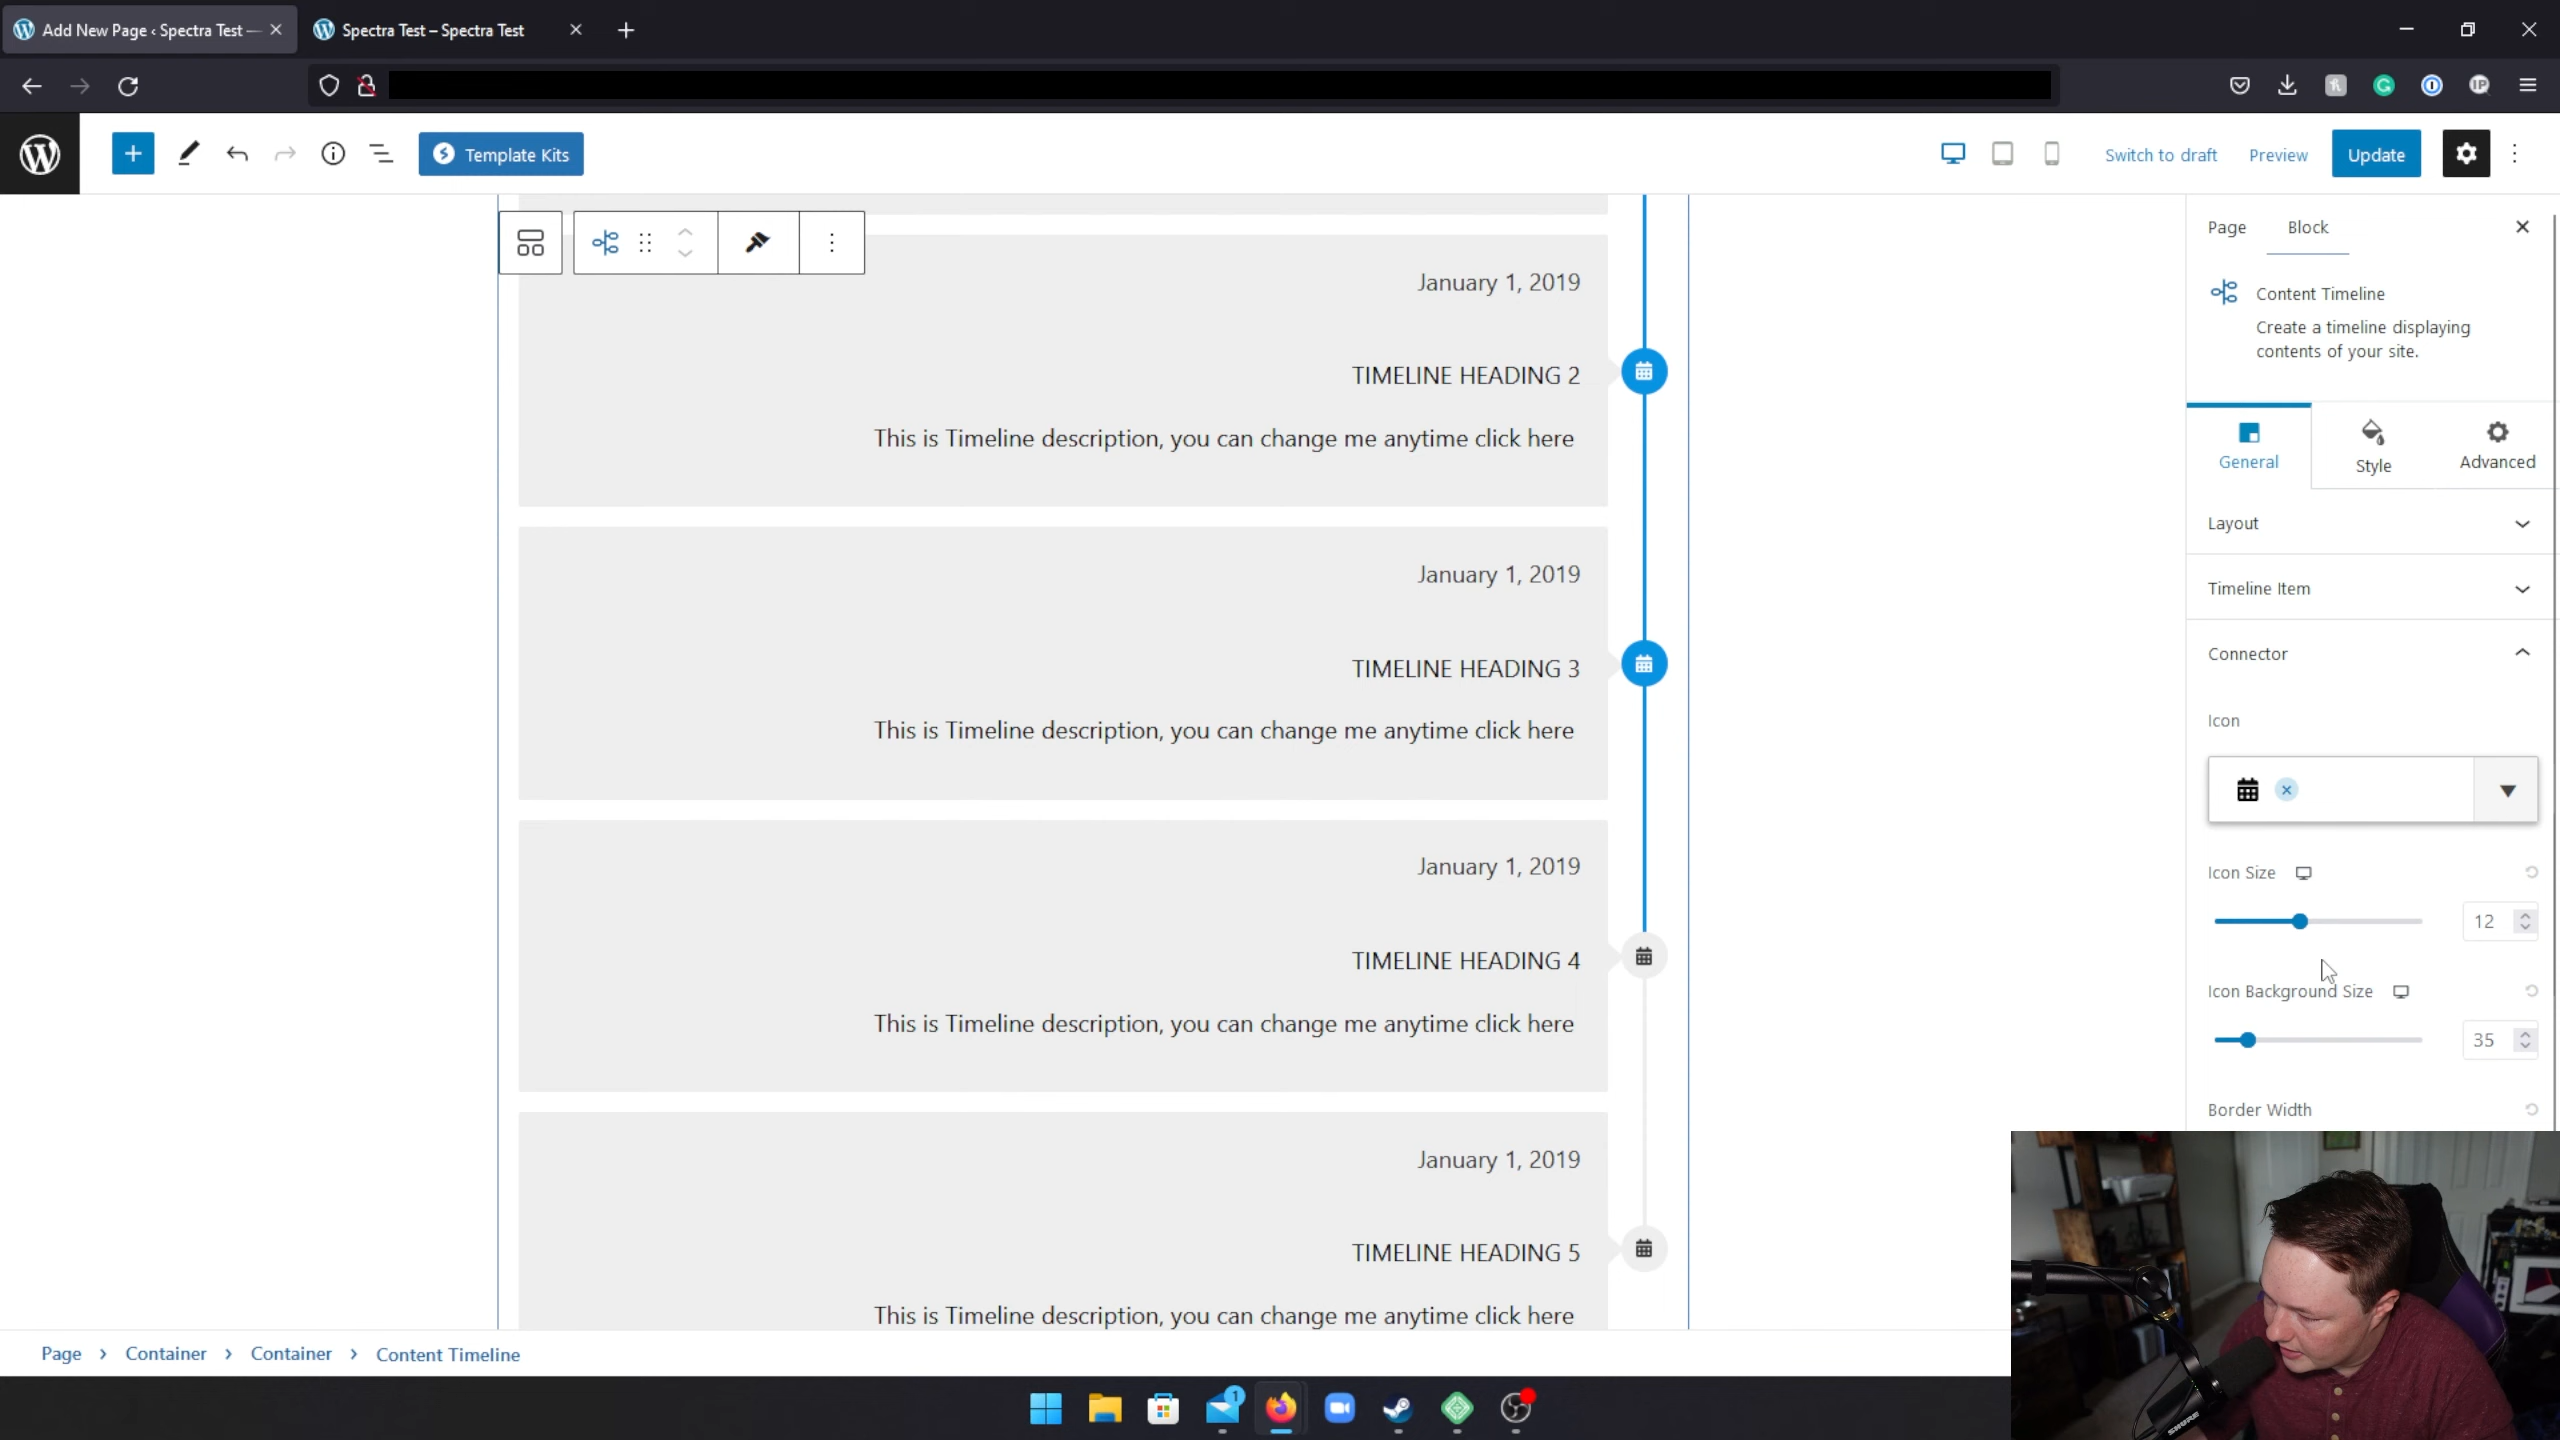 Add New Page ‹ Spectra Test —
Spectra Test – Spectra Test
Template Kits
Switch to draft
Preview
Update
January 1, 2019
TIMELINE HEADING 2
This is Timeline description, you can change me anytime click here
January 1, 2019
TIMELINE HEADING 3
This is Timeline description, you can change me anytime click here
January 1, 2019
TIMELINE HEADING 4
This is Timeline description, you can change me anytime click here
January 1, 2019
TIMELINE HEADING 5
This is Timeline description, you can change me anytime click here
Page
Block
Content Timeline
Create a timeline displaying
contents of your site.
General
Style
Advanced
Layout
Timeline Item
Connector
Icon
Icon Size
12
Icon Background Size
35
Border Width
Page › Container › Container › Content Timeline
1
SHURE